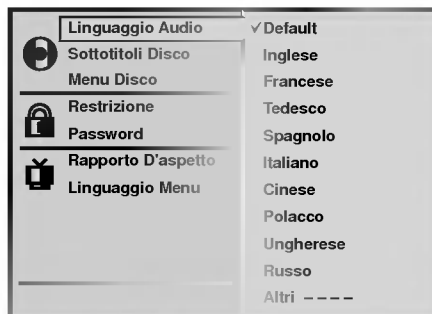 Linguaggio Audio
Sottotitoli Disco
Menu Disco
Restrizione
Password
Rapporto D'aspetto
Linguaggio Menu
✓Default
Inglese
Francese
Tedesco
Spagnolo
Italiano
Cinese
Polacco
Ungherese
Russo
Altri – – – –